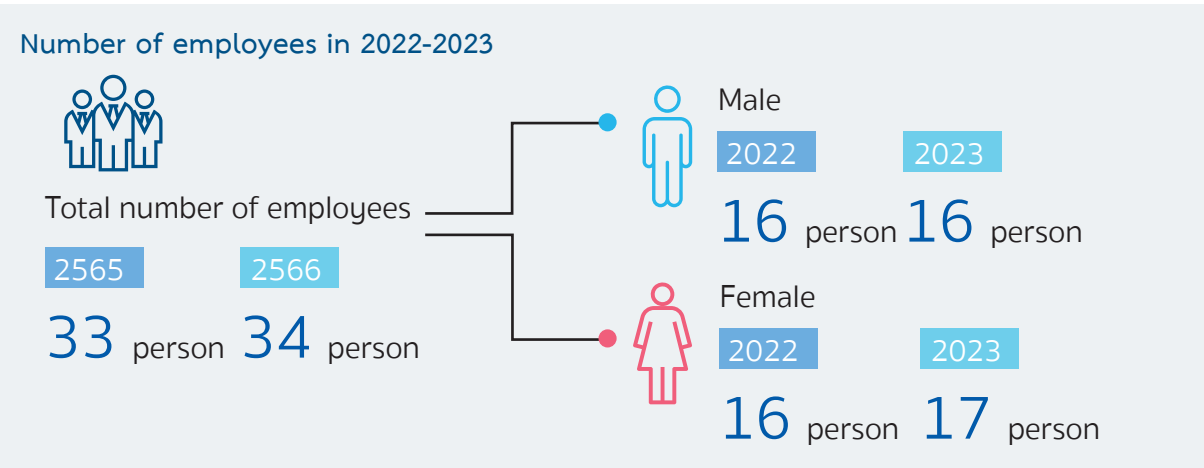 Number of employees in 2022-2023
Total number of employees
2565 2566
33 person 34 person
Male
2022 2023
16 person 16 person
Female
2022 2023
16 person 17 person